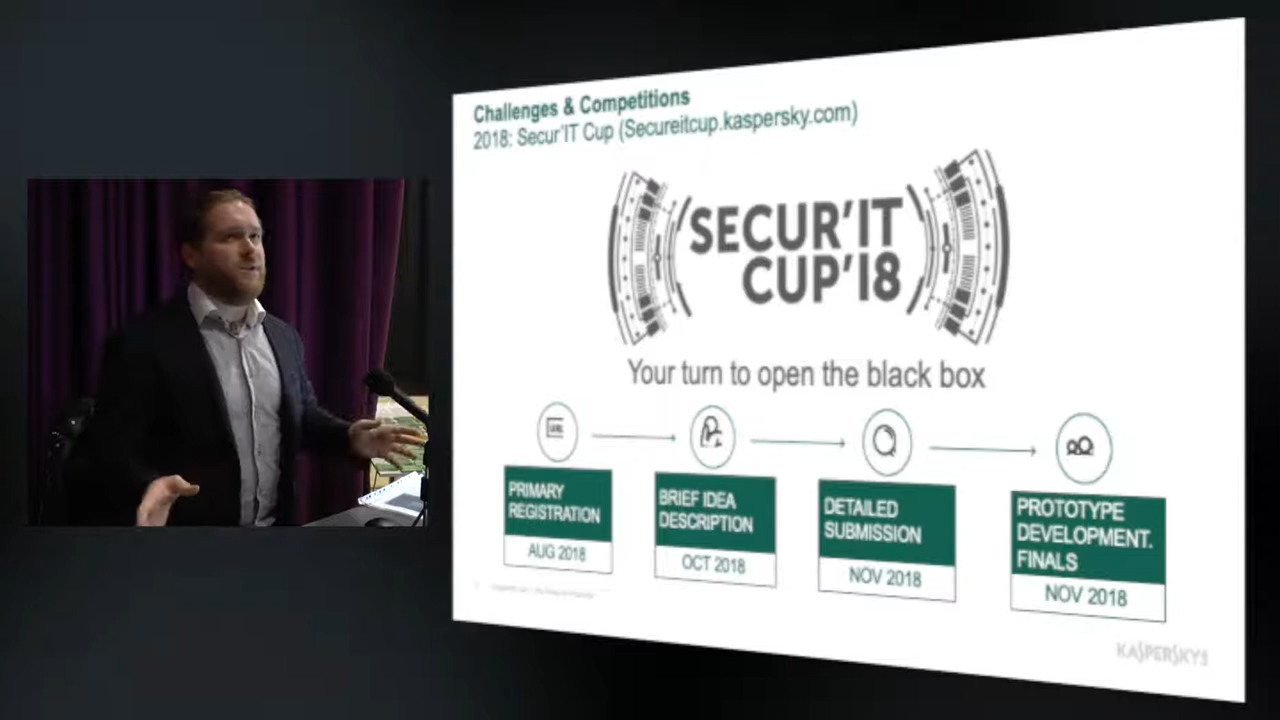 Challenges & Competitions
2018: Secur'IT Cup (Secureitcup.kaspersky.com)
SECUR'IT
CUP'18
Your turn to open the black box
PRIMARY
REGISTRATION
AUG 2018
BRIEF IDEA
DESCRIPTION
OCT 2018
DETAILED
SUBMISSION
NOV 2018
PROTOTYPE
DEVELOPMENT.
FINALS
NOV 2018
KASPERSKY